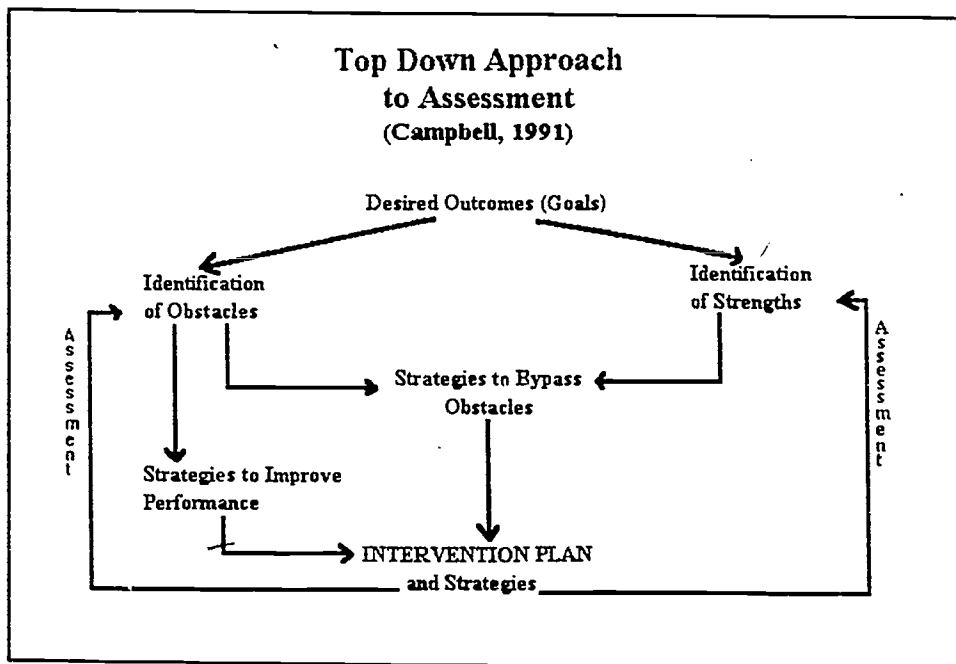 Top Down Approach
to Assessment
(Campbell, 1991)
Desired Outcomes (Goals)
Identification
of Obstacles
Identification
of Strengths
Assessment
Assessment
Strategies to Bypass
Obstacles
Strategies to Improve
Performance
INTERVENTION PLAN
and Strategies